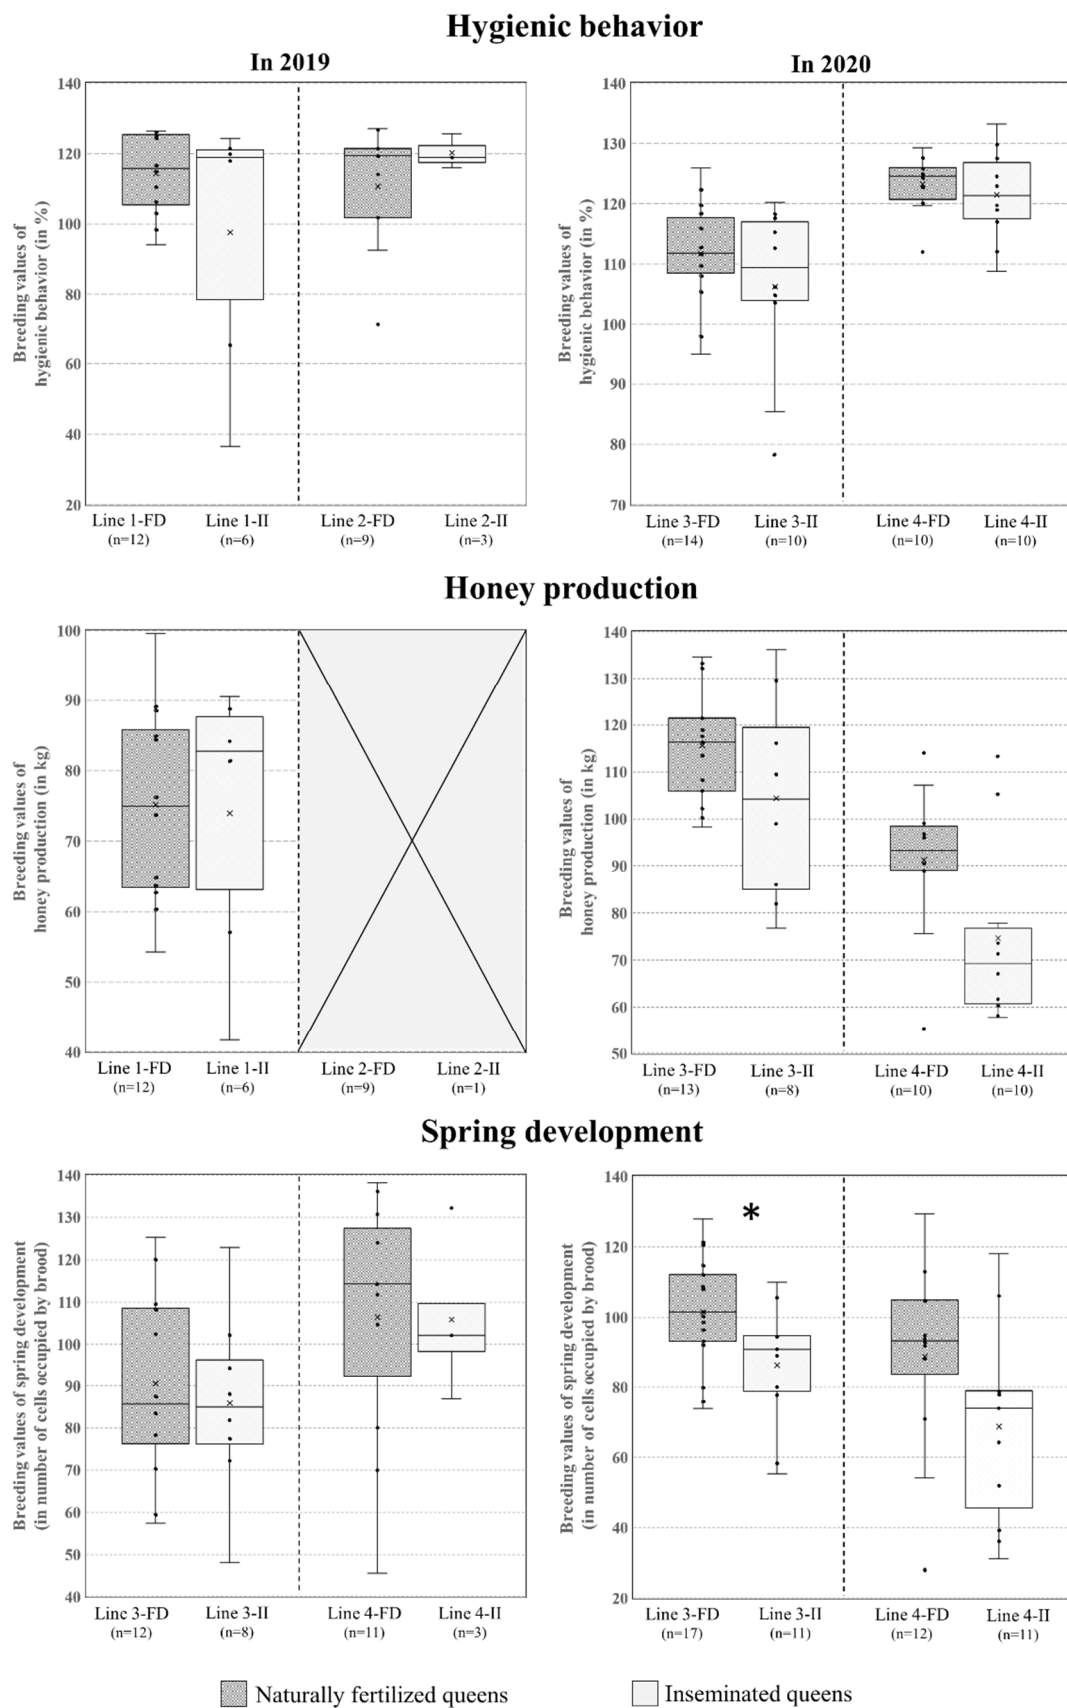 Hygienic behavior
In 2019
In 2020
Breeding values of
hygienic behavior (in %)
140
120
100
80
60
40
20
Line 1-FD
(n=12)
Line 1-II
(n=6)
Line 2-FD
(n=9)
Line 2-II
(n=3)
Breeding values of
hygienic behavior (in %)
140
130
120
110
100
90
80
70
Line 3-FD
(n=14)
Line 3-II
(n=10)
Line 4-FD
(n=10)
Line 4-II
(n=10)
Honey production
Breeding values of
honey production (in kg)
100
90
80
70
60
50
40
Line 1-FD
(n=12)
Line 1-II
(n=6)
Line 2-FD
(n=9)
Line 2-II
(n=1)
Breeding values of
honey production (in kg)
140
130
120
110
100
90
80
70
60
50
Line 3-FD
(n=13)
Line 3-II
(n=8)
Line 4-FD
(n=10)
Line 4-II
(n=10)
Spring development
Breeding values of spring development
(in number of cells occupied by brood)
140
130
120
110
100
90
80
70
60
50
40
Line 3-FD
(n=12)
Line 3-II
(n=8)
Line 4-FD
(n=11)
Line 4-II
(n=3)
Breeding values of spring development
(in number of cells occupied by brood)
140
120
100
80
60
40
20
*
Line 3-FD
(n=17)
Line 3-II
(n=11)
Line 4-FD
(n=12)
Line 4-II
(n=11)
Naturally fertilized queens
Inseminated queens